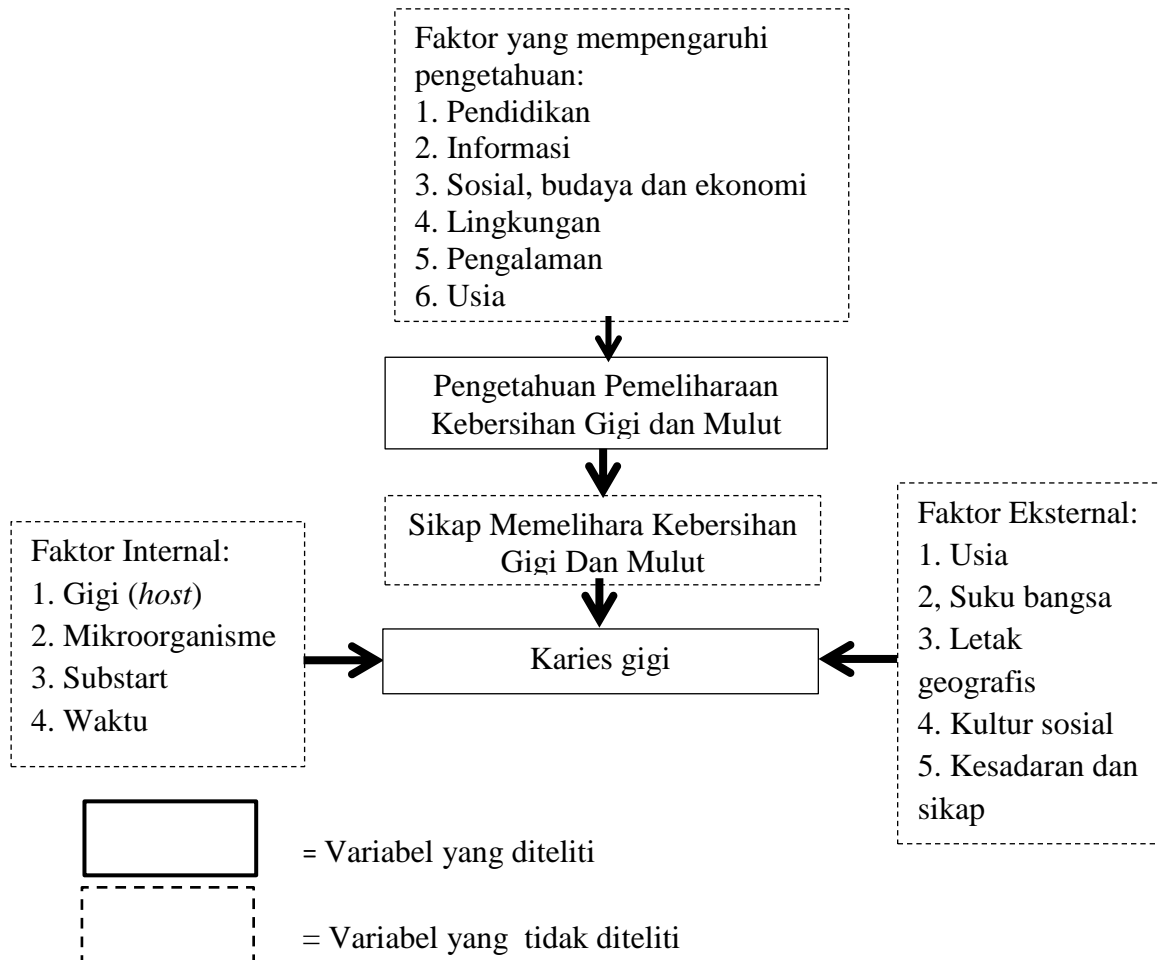 Faktor yang mempengaruhi
pengetahuan:
1. Pendidikan
2. Informasi
3. Sosial, budaya dan ekonomi
4. Lingkungan
5. Pengalaman
6. Usia
Pengetahuan Pemeliharaan
Kebersihan Gigi dan Mulut
Sikap Memelihara Kebersihan
Gigi Dan Mulut
Faktor Internal:
1. Gigi (host)
2. Mikroorganisme
3. Substart
4. Waktu
Karies gigi
Faktor Eksternal:
1. Usia
2, Suku bangsa
3. Letak
geografis
4. Kultur sosial
5. Kesadaran dan
sikap
= Variabel yang diteliti
= Variabel yang tidak diteliti